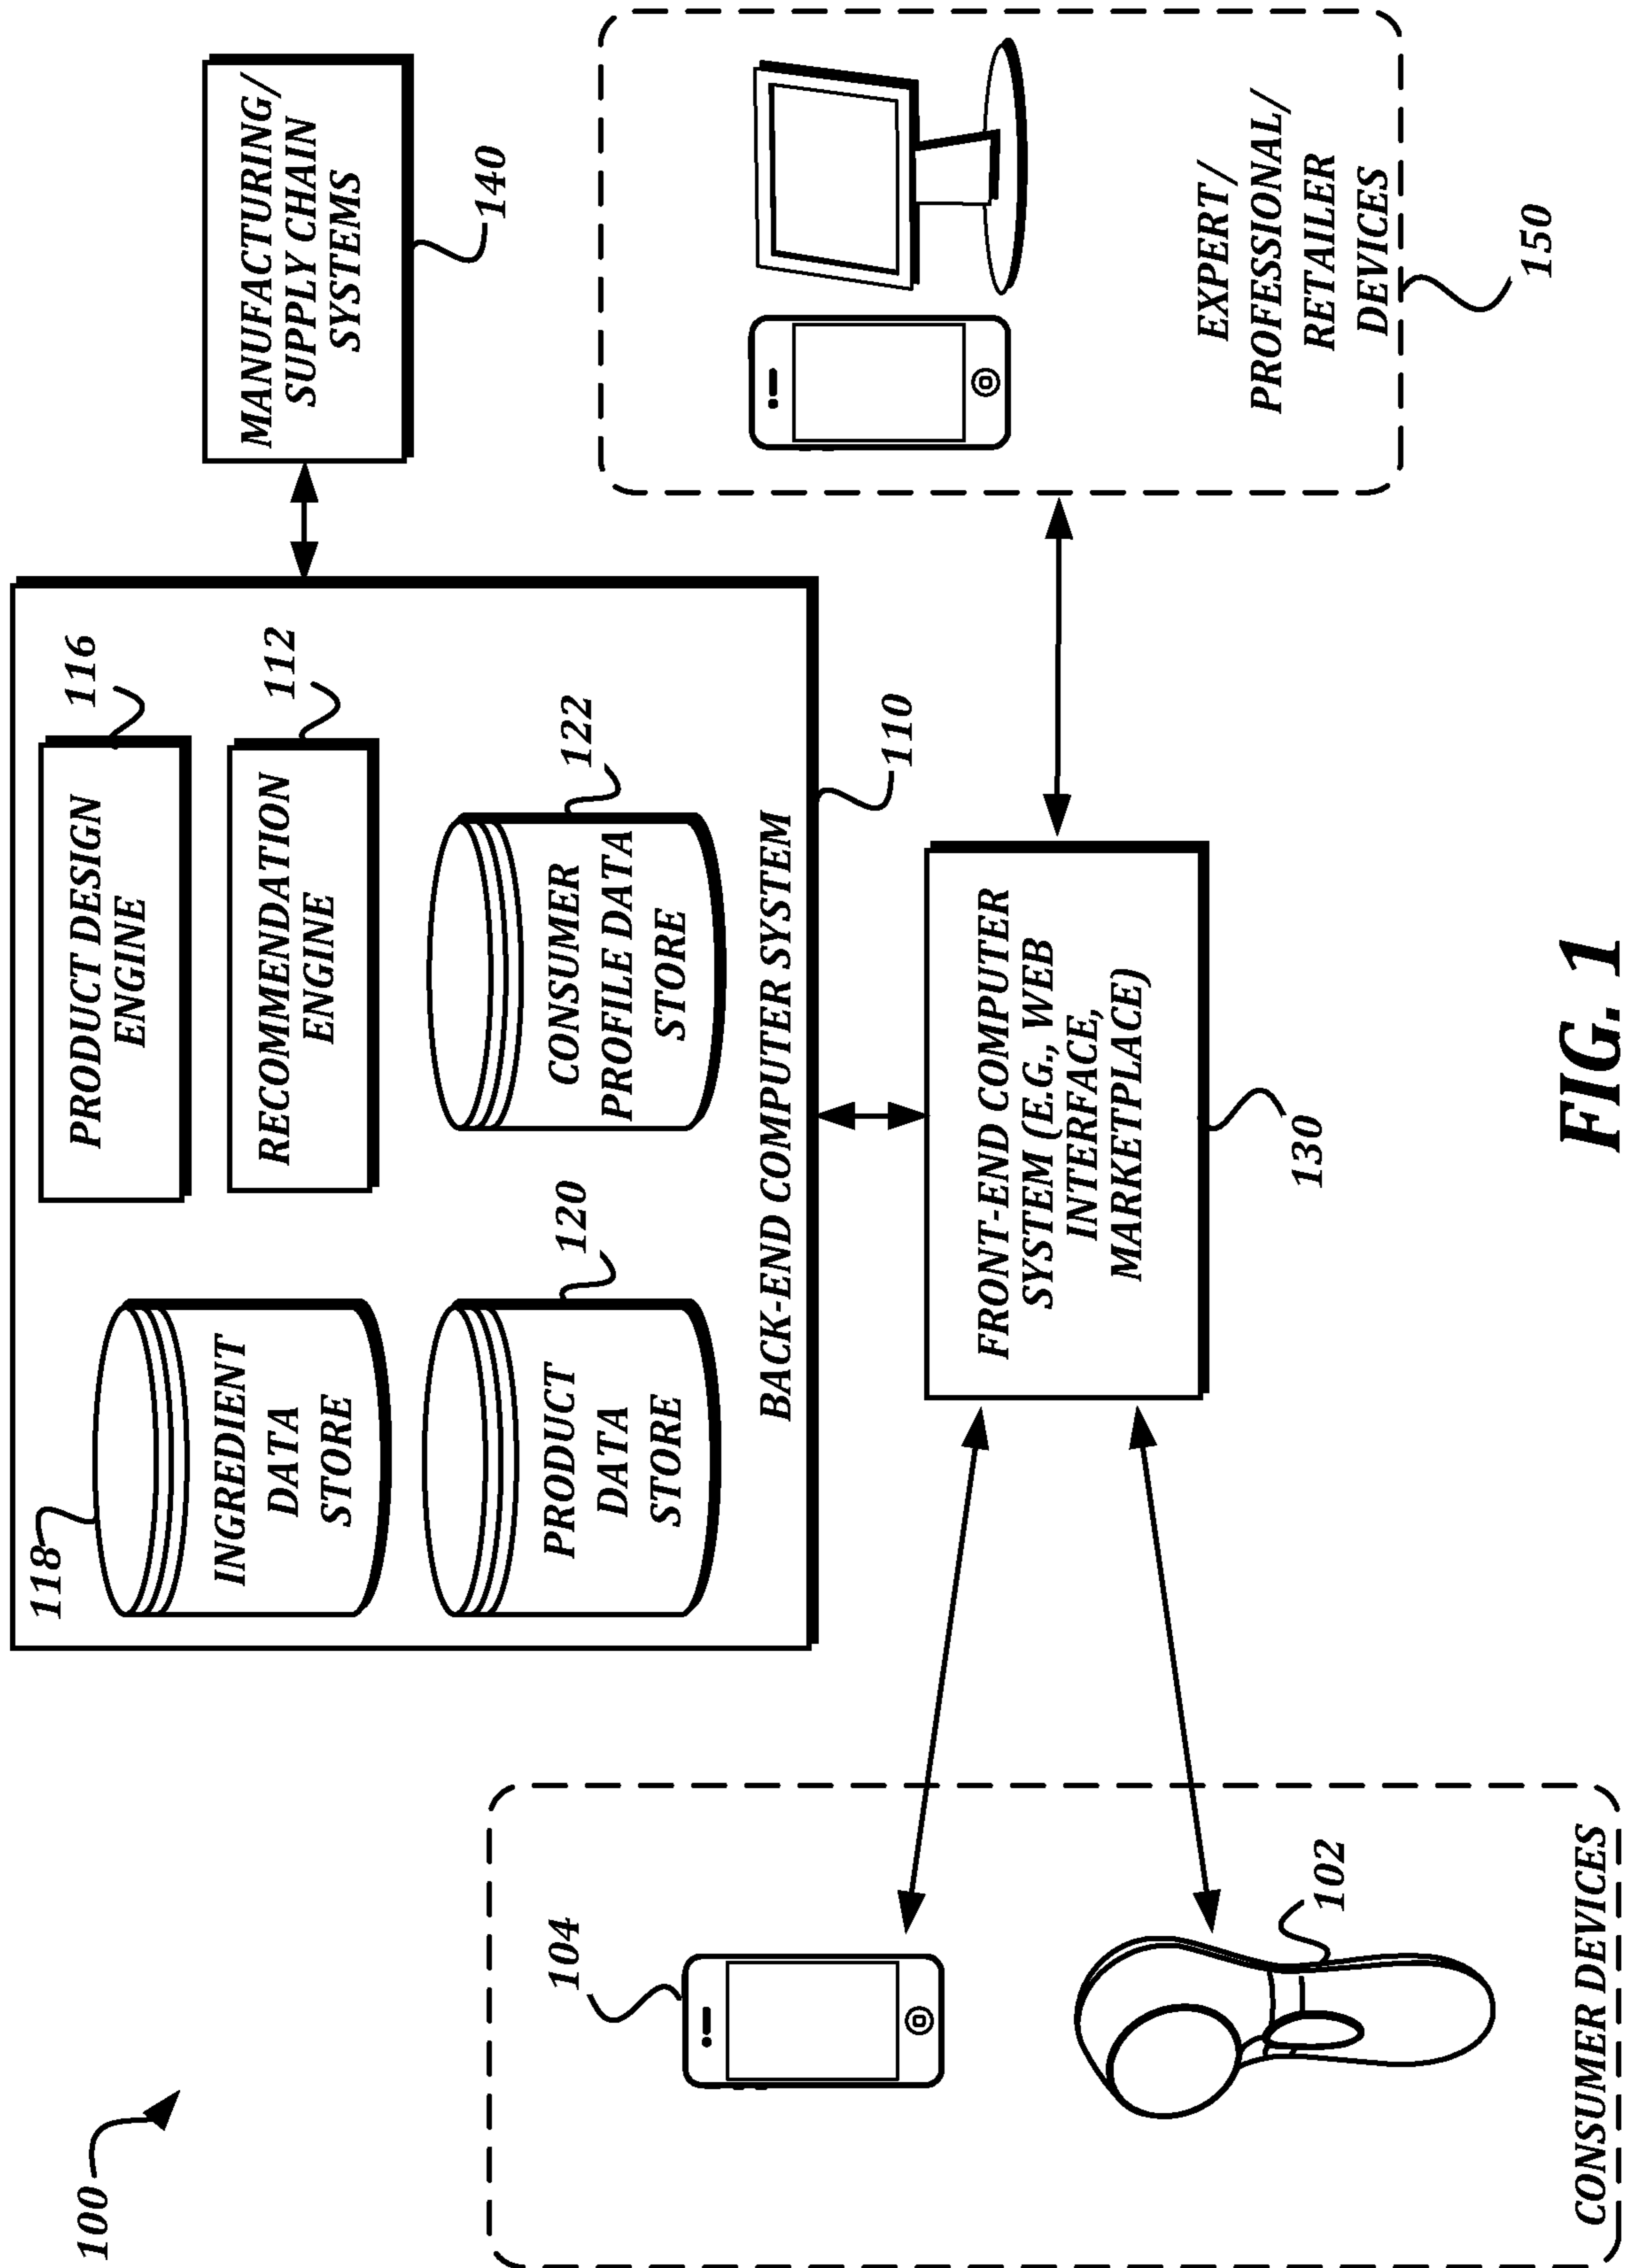 100
118
INGREDIENT
DATA
STORE
PRODUCT DESIGN
ENGINE
116
RECOMMENDATION
ENGINE
112
PRODUCT
DATA
STORE
120
CONSUMER
PROFILE DATA
STORE
122
BACK-END COMPUTER SYSTEM
110
MANUFACTURING/
SUPPLY CHAIN
SYSTEMS
140
104
102
CONSUMER DEVICES
FRONT-END COMPUTER
SYSTEM (E.G., WEB
INTERFACE,
MARKETPLACE)
130
EXPERT/
PROFESSIONAL/
RETAILER
DEVICES
150
FIG. 1